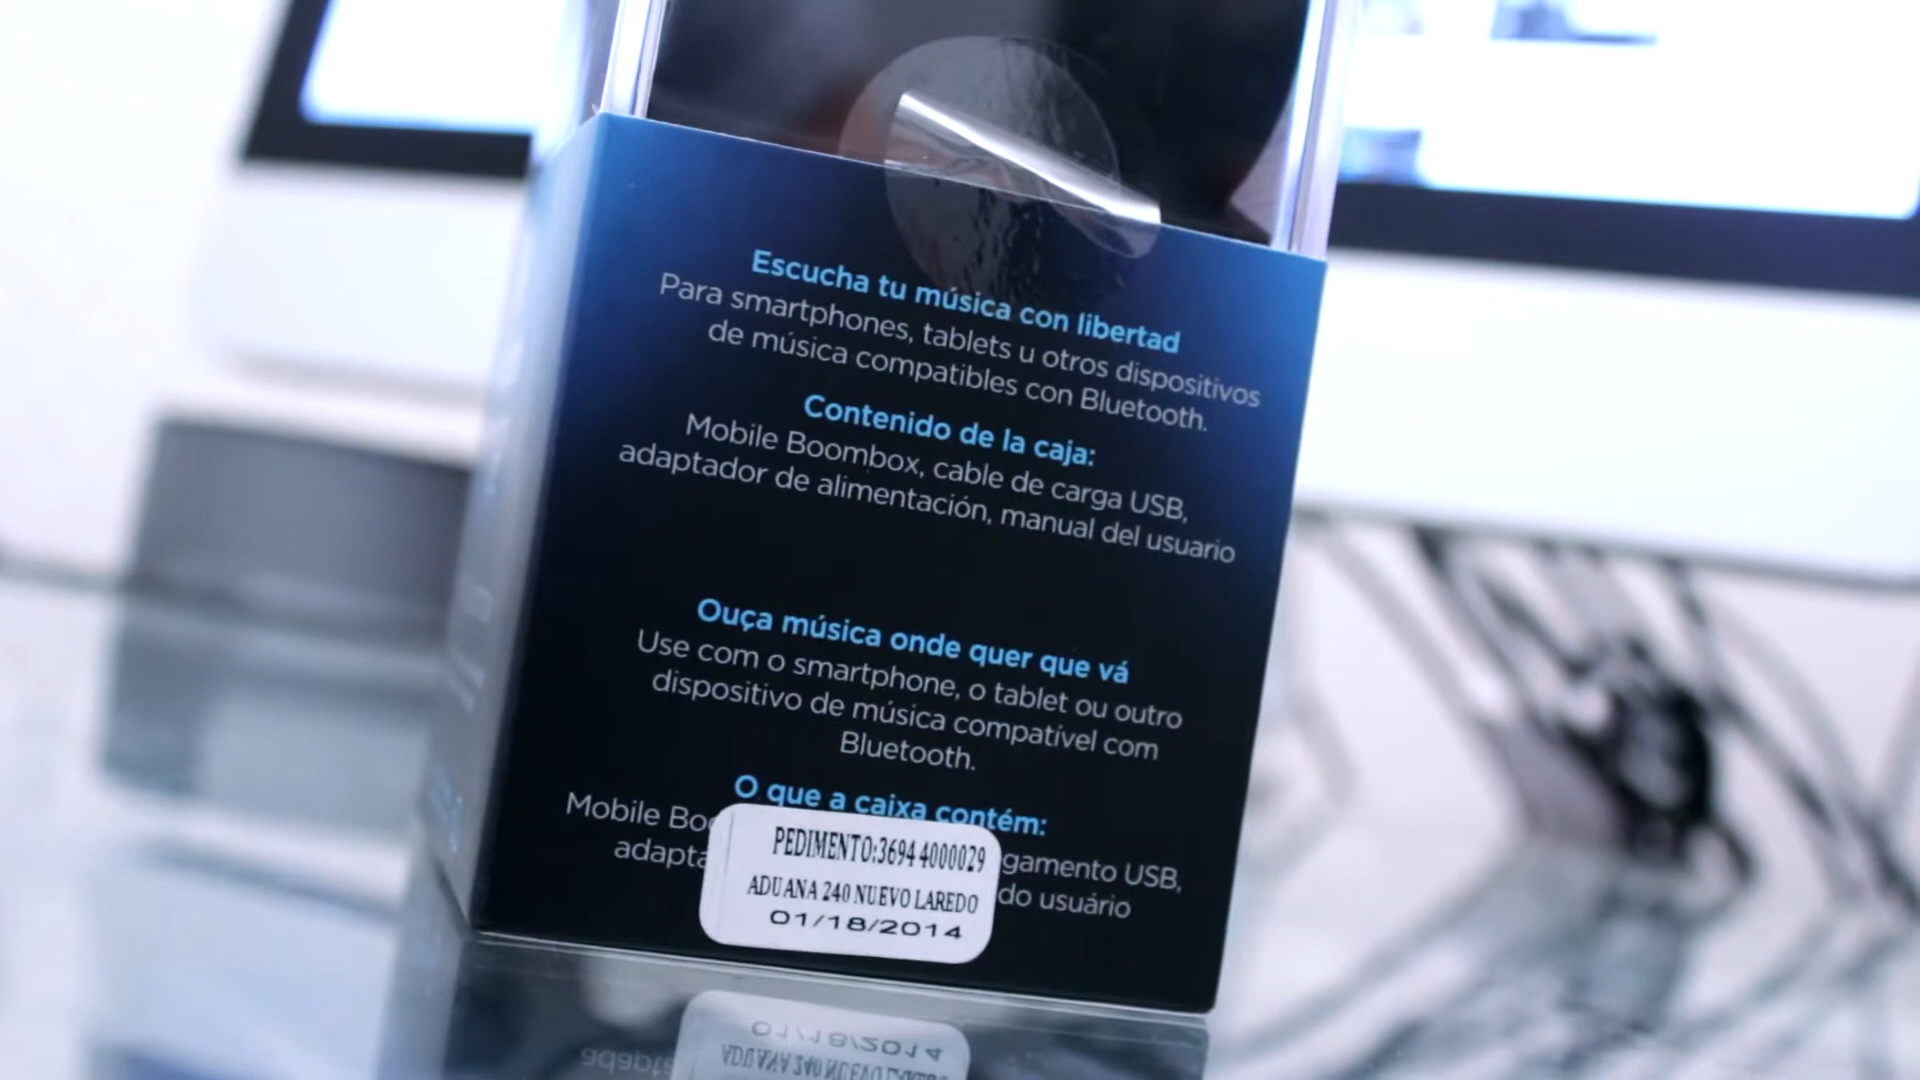 Escucha tu música con libertad
Para smartphones, tablets u otros dispositivos
de música compatibles con Bluetooth.
Contenido de la caja:
Mobile Boombox, cable de carga USB,
adaptador de alimentación, manual del usuario
Ouça música onde quer que vá
Use com o smartphone, o tablet ou outro
dispositivo de música compatível com
Bluetooth.
O que a caixa contém:
Mobile Bo gamento USB,
adapta do usuário
PEDIMENTO:3694 4000029
ADUANA 240 NUEVO LAREDO
01/18/2014